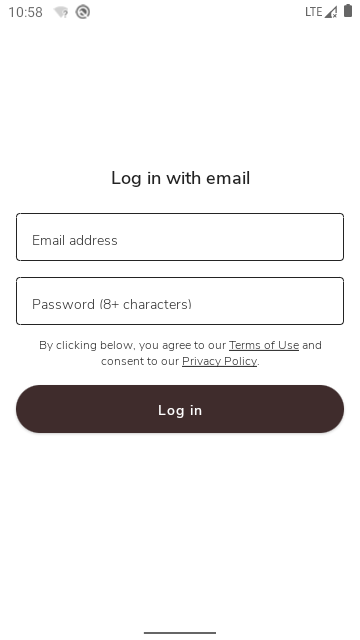 10:58
LTE
Log in with email
Email address
Password (8+ characters)
By clicking below, you agree to our Terms of Use and
consent to our Privacy Policy.
Log in